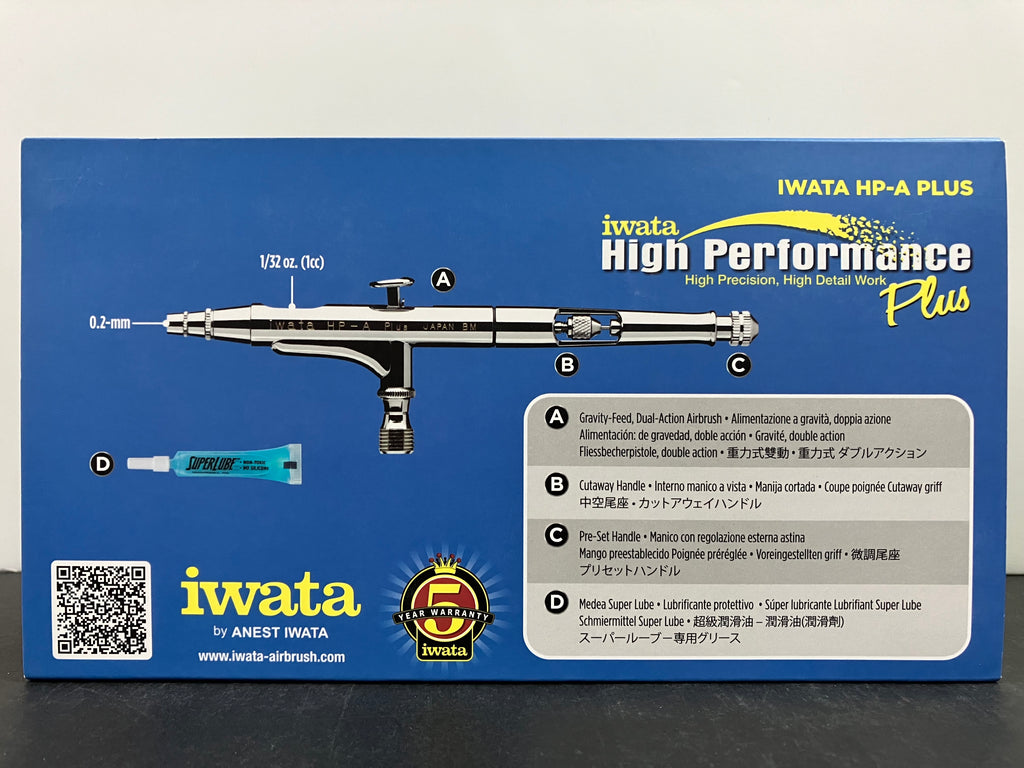 IWATA HP-A PLUS
iwata
High Performance
High Precision, High Detail Work
Plus
1/32 oz. (1cc)
A
0.2-mm
iwata HP-A Plus JAPAN BM
B
C
D
SUPERLUBE
• NON-TOXIC
• NO SILICONE
A
Gravity-Feed, Dual-Action Airbrush • Alimentazione a gravità, doppia azione
Alimentación: de gravedad, doble acción • Gravité, double action
Fliessbecherpistole, double action • 重力式雙動 • 重力式 ダブルアクション
B
Cutaway Handle • Interno manico a vista • Manija cortada • Coupe poignée Cutaway griff
中空尾座 • カットアウェイハンドル
C
Pre-Set Handle • Manico con regolazione esterna astina
Mango preestablecido Poignée préréglée • Voreingestellten griff • 微調尾座
プリセットハンドル
D
Medea Super Lube • Lubrificante protettivo • Súper lubricante Lubrifiant Super Lube
Schmiermittel Super Lube • 超級潤滑油 – 潤滑油(潤滑劑)
スーパールーブ－専用グリース
iwata
by ANEST IWATA
www.iwata-airbrush.com
5
YEAR WARRANTY
iwata